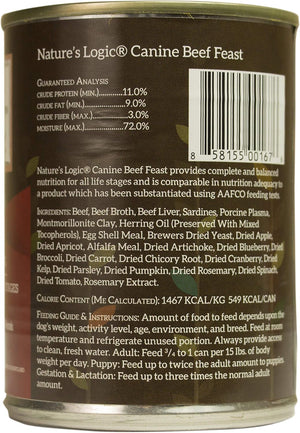 Nature's Logic® Canine Beef Feast
Guaranteed Analysis
Crude Protein (Min.)..........11.0%
Crude Fat (Min.)................9.0%
Crude Fiber (Max.)............3.0%
Moisture (Max.)................72.0%
8 58155 00167 6
Nature's Logic® Canine Beef Feast provides complete and balanced
nutrition for all life stages and is comparable in nutrition adequacy to
a product which has been substantiated using AAFCO feeding tests.
Ingredients: Beef, Beef Broth, Beef Liver, Sardines, Porcine Plasma,
Montmorillonite Clay, Herring Oil (Preserved With Mixed
Tocopherols), Egg Shell Meal, Brewers Dried Yeast, Dried Apple,
Dried Apricot, Alfalfa Meal, Dried Artichoke, Dried Blueberry, Dried
Broccoli, Dried Carrot, Dried Chicory Root, Dried Cranberry, Dried
Kelp, Dried Parsley, Dried Pumpkin, Dried Rosemary, Dried Spinach,
Dried Tomato, Rosemary Extract.
Calorie Content (Me Calculated): 1467 KCAL/KG 549 KCAL/CAN
Feeding Guide & Instructions: Amount of food to feed depends upon the
dog's weight, activity level, age, environment, and breed. Feed at room
temperature and refrigerate unused portion. Always provide access
to clean, fresh water. Adult: Feed 3/4 to 1 can per 15 lbs. of body
weight per day. Puppy: Feed up to twice the adult amount to puppies.
Gestation & Lactation: Feed up to three times the normal adult
amount.